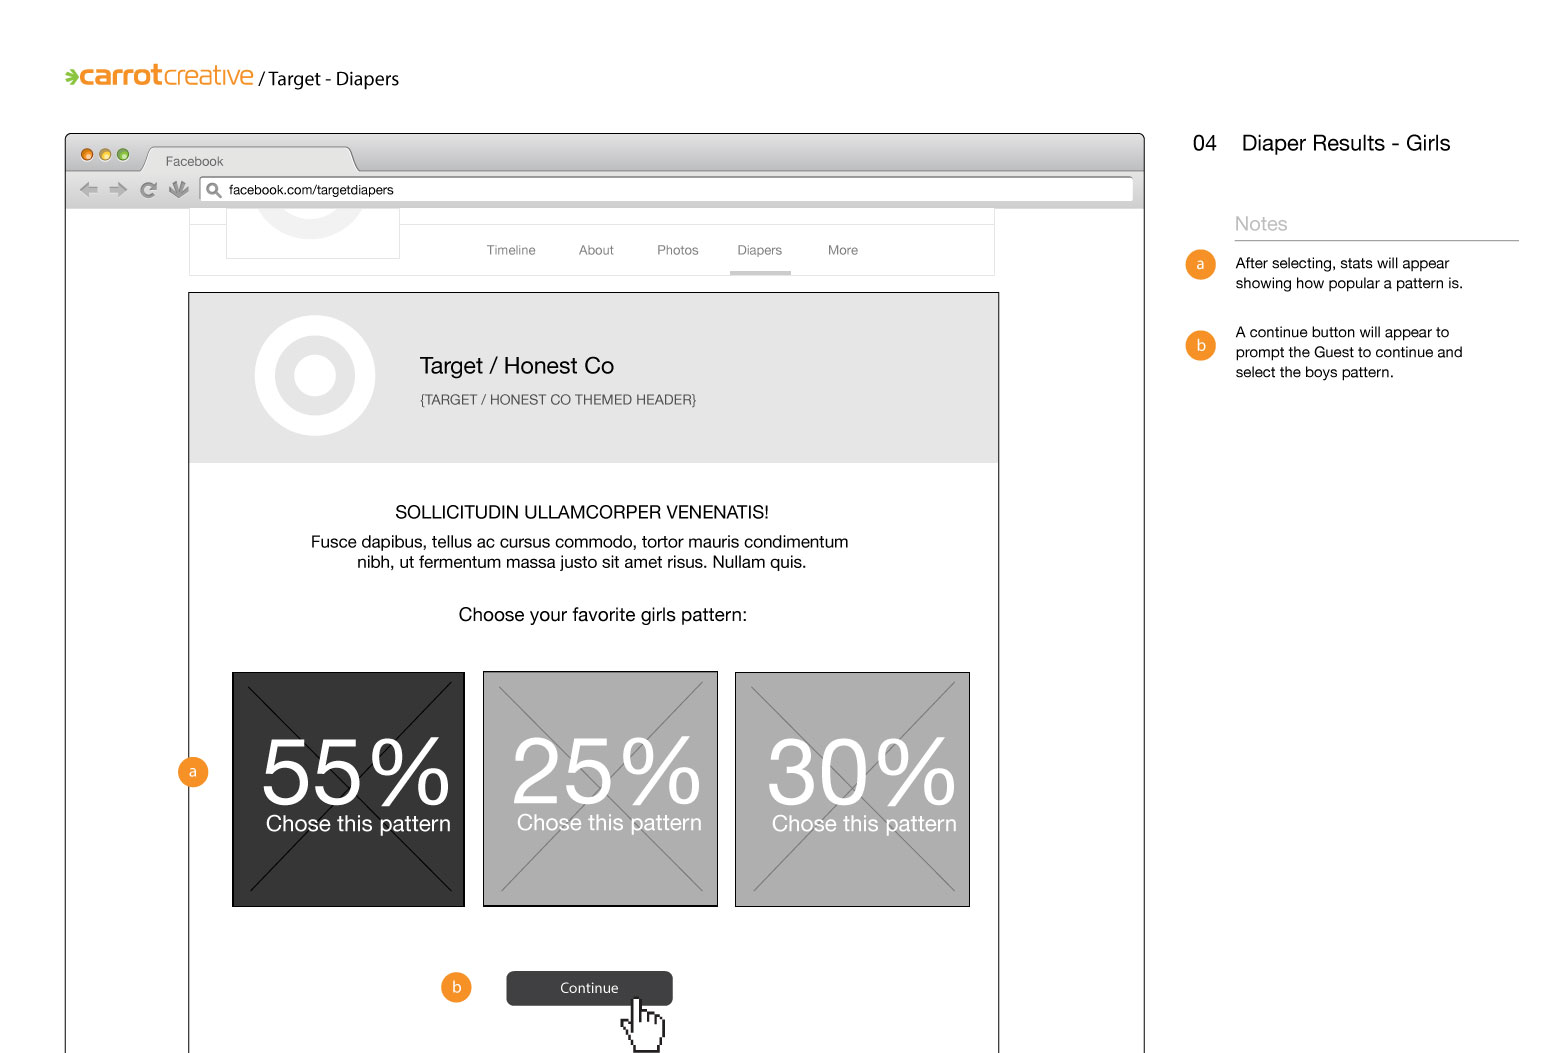 carrotcreative / Target - Diapers
Facebook
facebook.com/targetdiapers
Timeline About Photos Diapers More
Target / Honest Co
{TARGET / HONEST CO THEMED HEADER}
SOLLICITUDIN ULLAMCORPER VENENATIS!
Fusce dapibus, tellus ac cursus commodo, tortor mauris condimentum
nibh, ut fermentum massa justo sit amet risus. Nullam quis.
Choose your favorite girls pattern:
a
55%
Chose this pattern
25%
Chose this pattern
30%
Chose this pattern
b
Continue
04 Diaper Results - Girls
Notes
a
After selecting, stats will appear
showing how popular a pattern is.
b
A continue button will appear to
prompt the Guest to continue and
select the boys pattern.